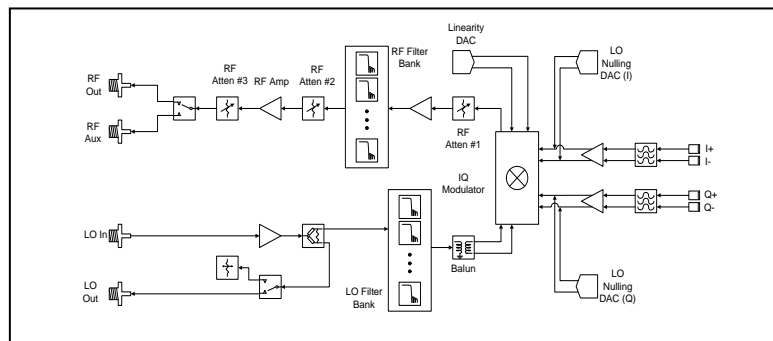 Linearity
DAC
LO
Nulling
DAC (I)
RF Filter
Bank
RF
Atten #3
RF Amp
RF
Atten #2
RF
Out
RF
Aux
RF
Atten #1
IQ
Modulator
I+
I-
Q+
Q-
LO In
LO
Out
LO Filter
Bank
Balun
LO
Nulling
DAC (Q)